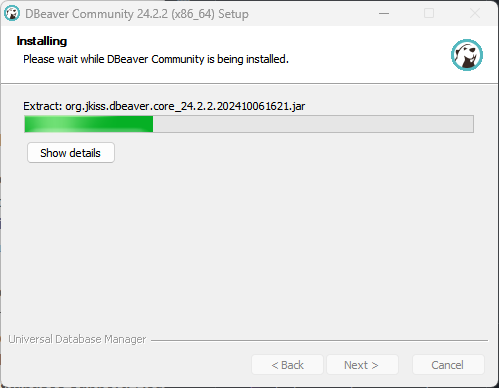 DBeaver Community 24.2.2 (x86_64) Setup
Installing
Please wait while DBeaver Community is being installed.
Extract: org.jkiss.dbeaver.core_24.2.2.202410061621.jar
Show details
Universal Database Manager
< Back
Next >
Cancel